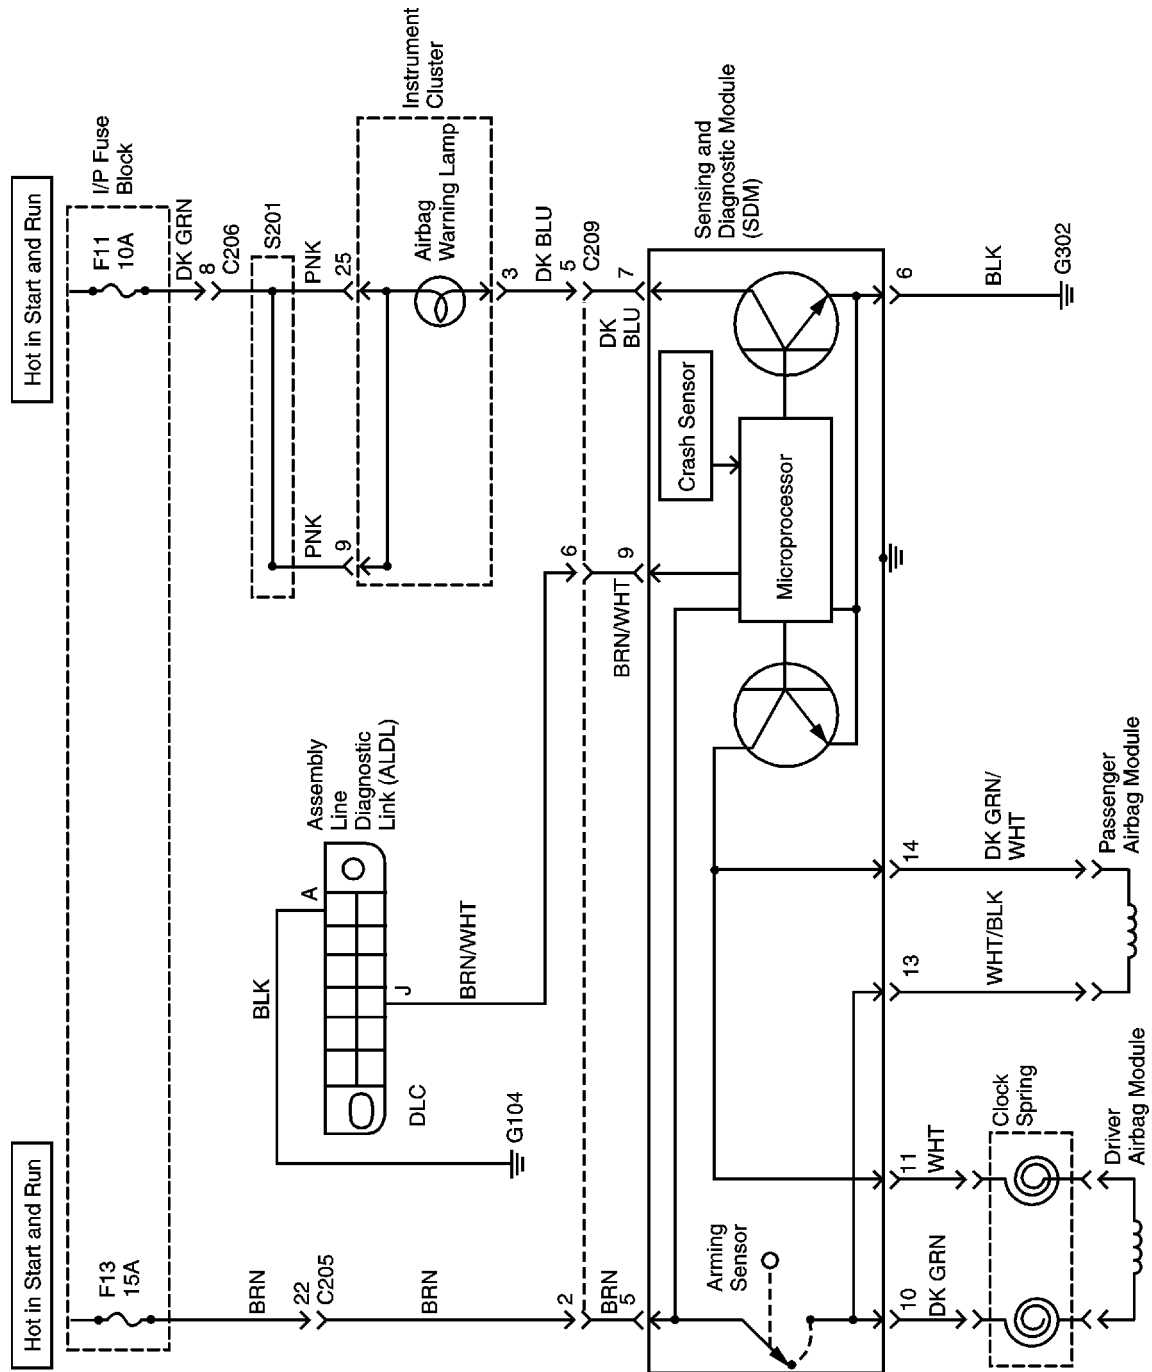 Hot in Start and Run
Hot in Start and Run
I/P Fuse
Block
F13
15A
F11
10A
BRN
22
C205
BRN
2
BRN
5
DK GRN
8
C206
S201
PNK
9
PNK
25
Instrument
Cluster
Airbag
Warning Lamp
3
DK BLU
5
C209
DK
BLU
7
Assembly
Line
Diagnostic
Link (ALDL)
A
BLK
J
DLC
G104
BRN/WHT
6
BRN/WHT
9
Sensing and
Diagnostic Module
(SDM)
Crash Sensor
Microprocessor
Arming
Sensor
6
BLK
G302
10
DK GRN
11
WHT
13
WHT/BLK
14
DK GRN/
WHT
Clock
Spring
Driver
Airbag Module
Passenger
Airbag Module